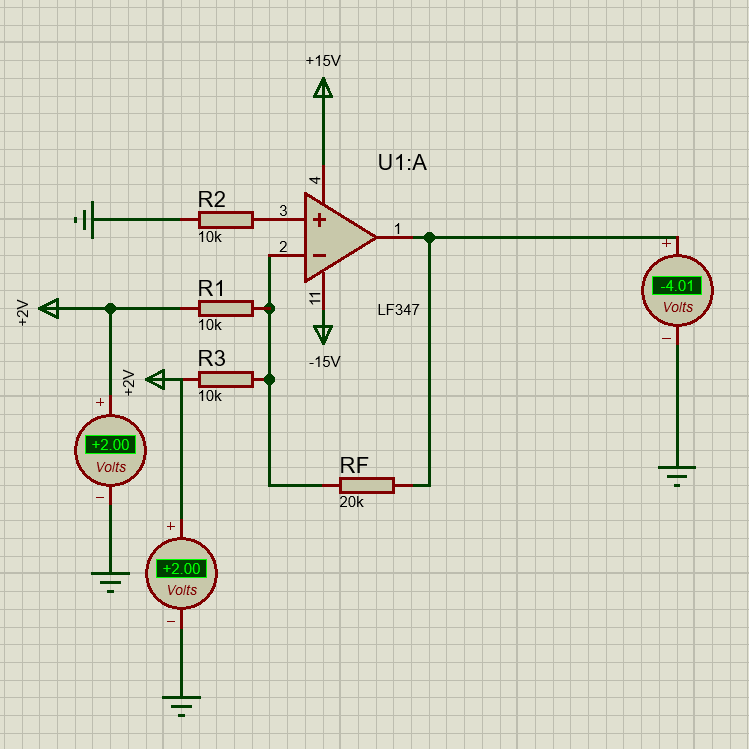 +15V
U1:A
4
R2
3
+
10k
1
2
−
+
-4.01
Volts
−
R1
11
LF347
+2V
10k
-15V
R3
+2V
10k
+
+2.00
Volts
−
RF
20k
+
+2.00
Volts
−